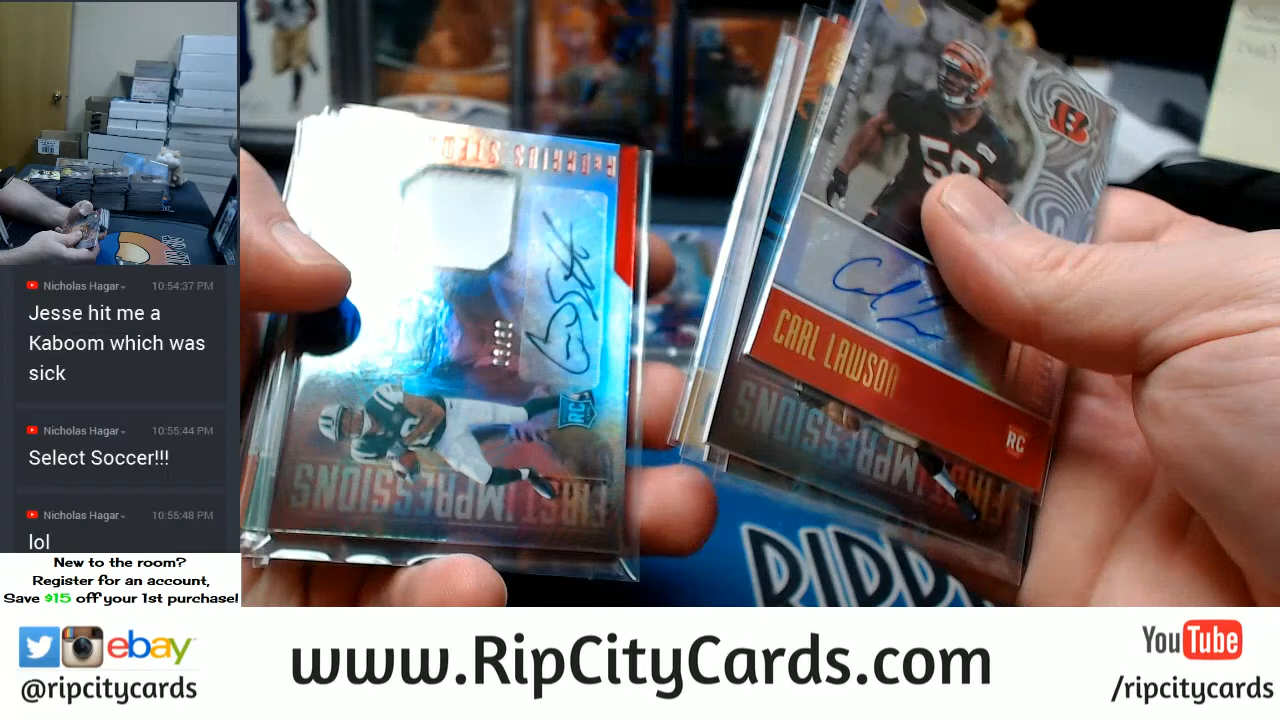 Nicholas Hagar 10:54:37 PM
Jesse hit me a
Kaboom which was
sick
Nicholas Hagar 10:55:44 PM
Select Soccer!!!
Nicholas Hagar 10:55:48 PM
lol
New to the room?
Register for an account,
Save $15 off your 1st purchase!
FIRST IMPRESSIONS
RC
CARL LAWSON
RC
FIRST IMPRESSIONS
58
B
ebay
@ripcitycards
www.RipCityCards.com
YouTube
/ripcitycards